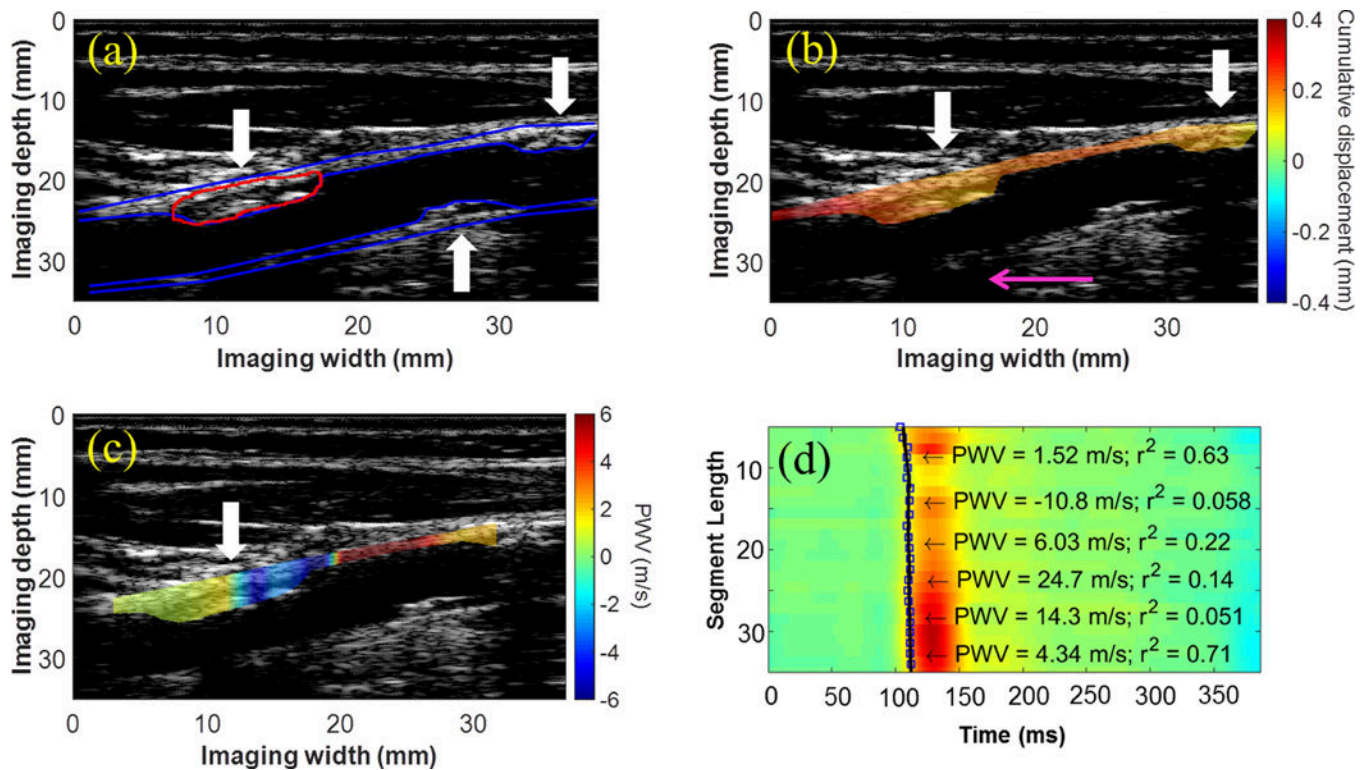 (a)
0
10
20
30
Imaging depth (mm)
0
10
20
30
Imaging width (mm)
(b)
0
10
20
30
Imaging depth (mm)
0
10
20
30
Imaging width (mm)
0.4
0.2
0
-0.2
-0.4
Cumulative displacement (mm)
(c)
0
10
20
30
Imaging depth (mm)
0
10
20
30
Imaging width (mm)
6
4
2
0
-2
-4
-6
PWV (m/s)
(d)
10
20
30
Segment Length
← PWV = 1.52 m/s; r² = 0.63
← PWV = -10.8 m/s; r² = 0.058
← PWV = 6.03 m/s; r² = 0.22
← PWV = 24.7 m/s; r² = 0.14
← PWV = 14.3 m/s; r² = 0.051
← PWV = 4.34 m/s; r² = 0.71
0
50
100
150
200
250
300
350
Time (ms)